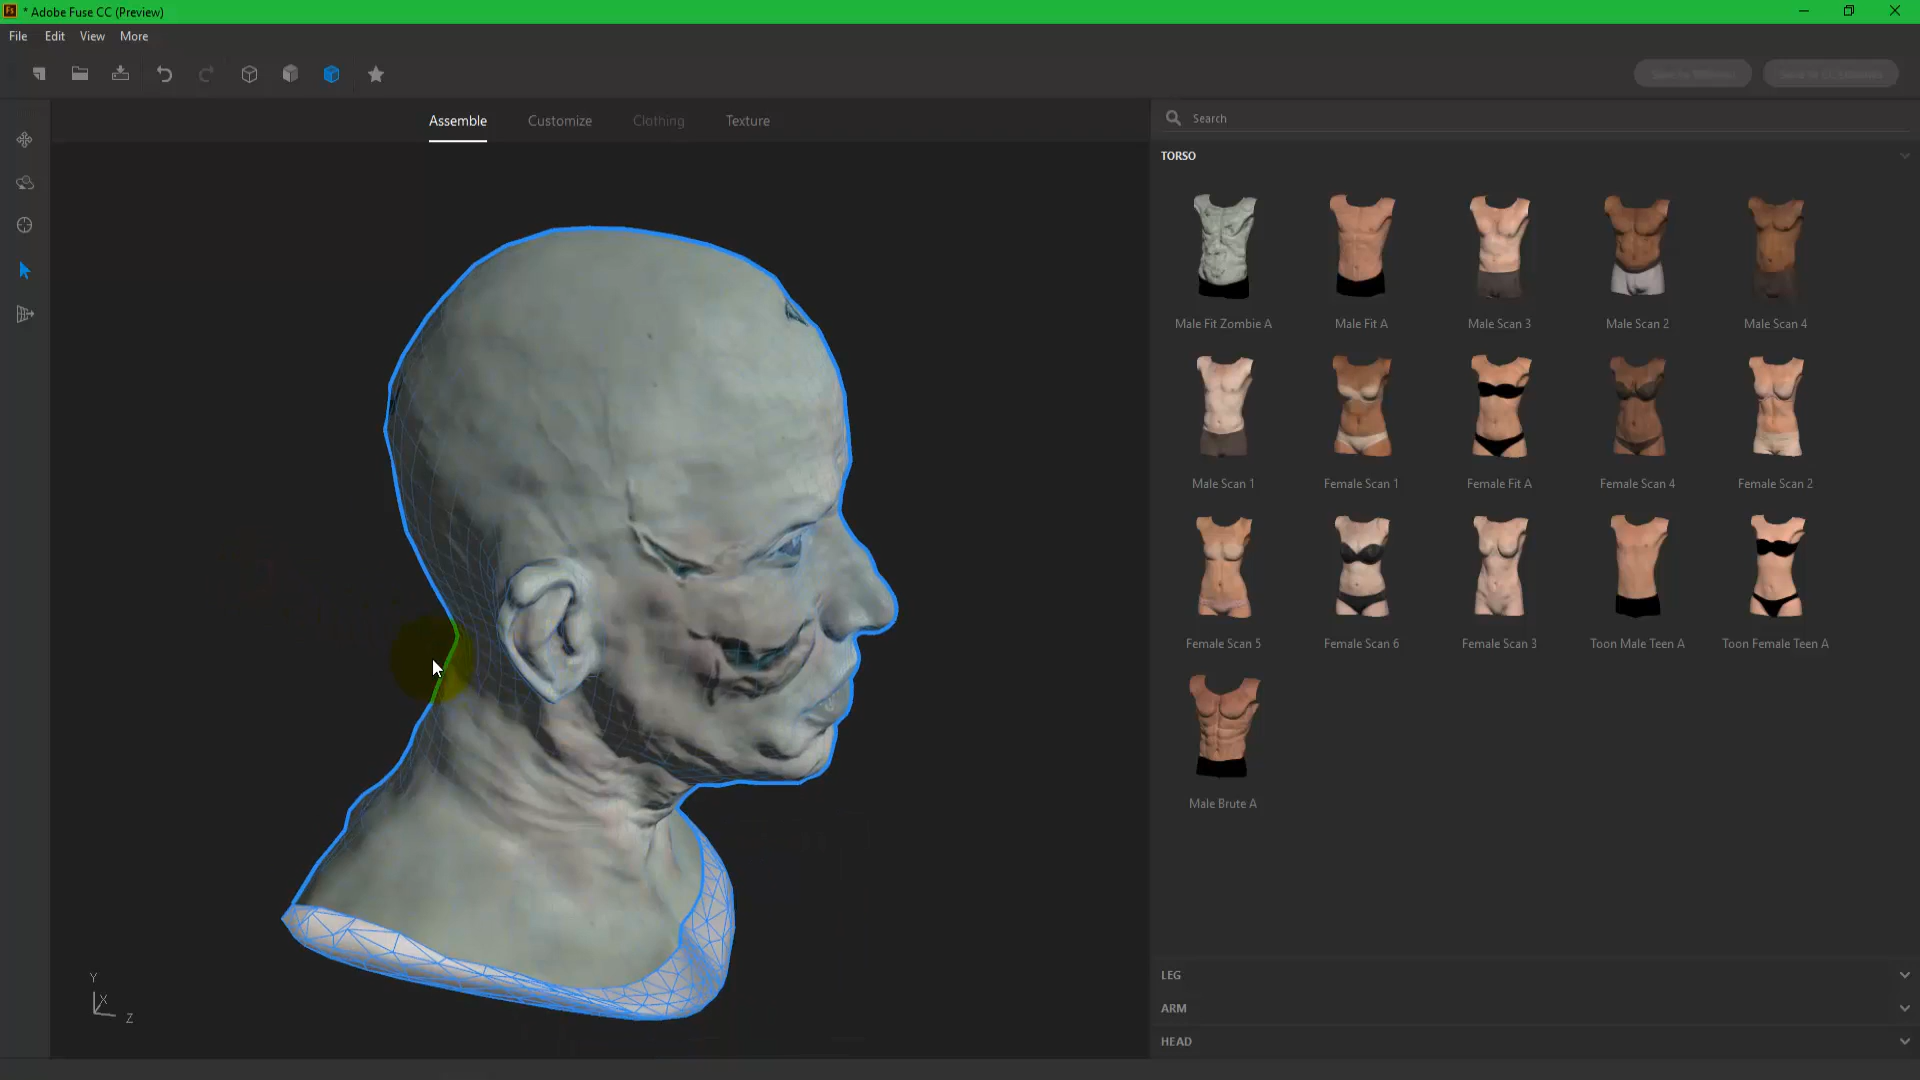 Fs * Adobe Fuse CC (Preview)
File Edit View More
Assemble Customize Clothing Texture
Search
TORSO
Male Fit Zombie A Male Fit A Male Scan 3 Male Scan 2 Male Scan 4
Male Scan 1 Female Scan 1 Female Fit A Female Scan 4 Female Scan 2
Female Scan 5 Female Scan 6 Female Scan 3 Toon Male Teen A Toon Female Teen A
Male Brute A
LEG
ARM
HEAD
Y
X
Z